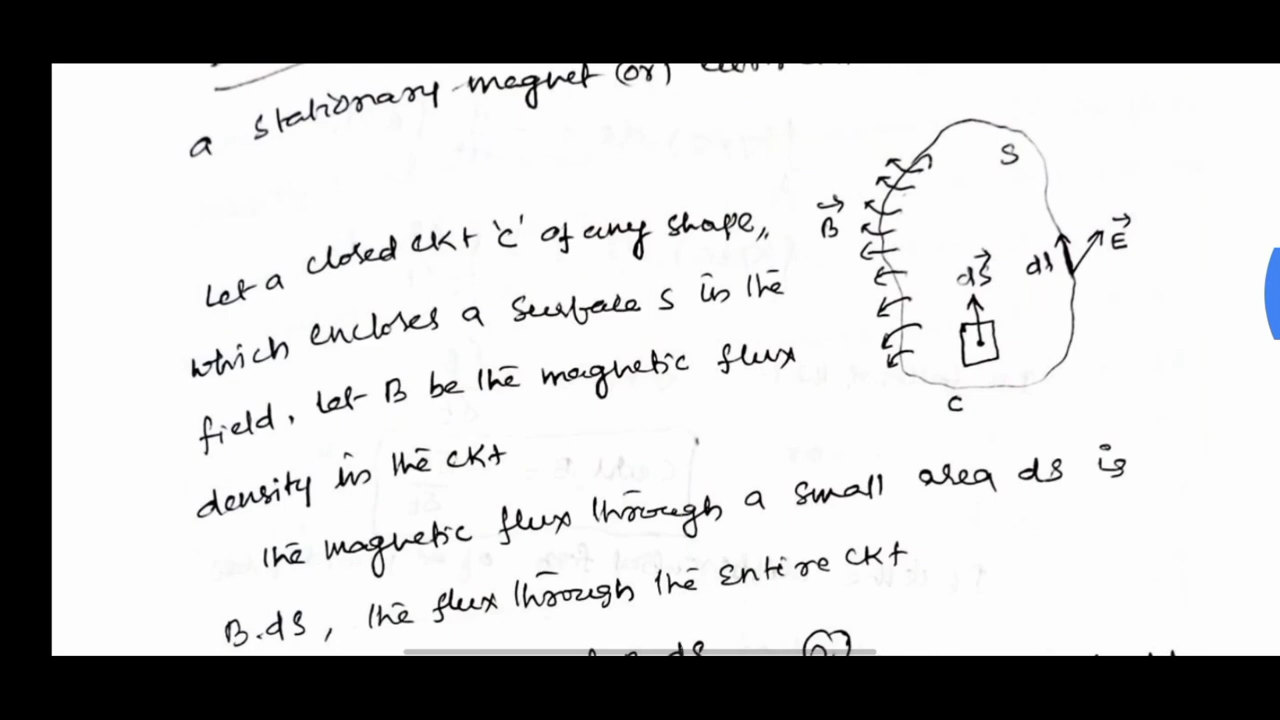 a stationary magnet (or)
Let a closed ckt 'c' of any shape,,
which encloses a surface S in the
field, Let B be the magnetic flux
density in the ckt
the magnetic flux through a small area ds is
B.ds, the flux through the entire ckt
S
B
E
dl
ds
c